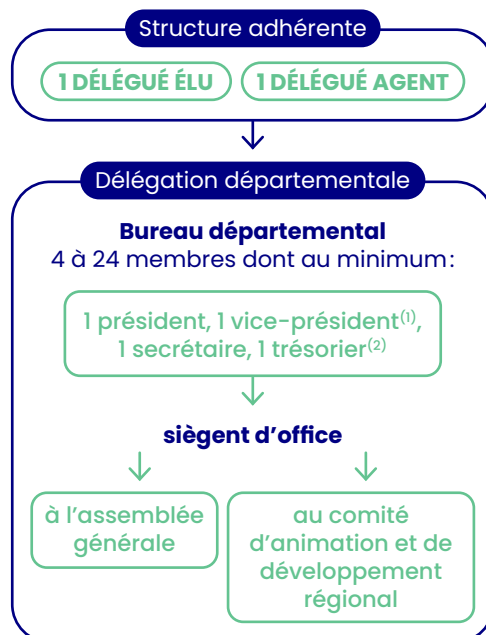 Structure adhérente
1 DÉLÉGUÉ ÉLU 1 DÉLÉGUÉ AGENT
Délégation départementale
Bureau départemental
4 à 24 membres dont au minimum :
1 président, 1 vice-président(1),
1 secrétaire, 1 trésorier(2)
siègent d’office
à l’assemblée
générale
au comité
d’animation et de
développement
régional